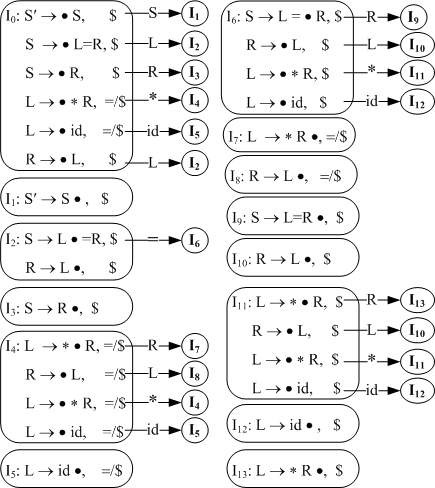 I₀: S′ → • S, $ S I₁
S → • L=R, $ L I₂
S → • R, $ R I₃
L → • * R, =/$ * I₄
L → • id, =/$ id I₅
R → • L, $ L I₂
I₁: S′ → S • , $
I₂: S → L • =R, $ = I₆
R → L •, $
I₃: S → R •, $
I₄: L → * • R, =/$ R I₇
R → • L, =/$ L I₈
L → • * R, =/$ * I₄
L → • id, =/$ id I₅
I₅: L → id •, =/$
I₆: S → L = • R, $ R I₉
R → • L, $ L I₁₀
L → • * R, $ * I₁₁
L → • id, $ id I₁₂
I₇: L → * R •, =/$
I₈: R → L •, =/$
I₉: S → L=R •, $
I₁₀: R → L •, $
I₁₁: L → * • R, $ R I₁₃
R → • L, $ L I₁₀
L → • * R, $ * I₁₁
L → • id, $ id I₁₂
I₁₂: L → id • , $
I₁₃: L → * R •, $